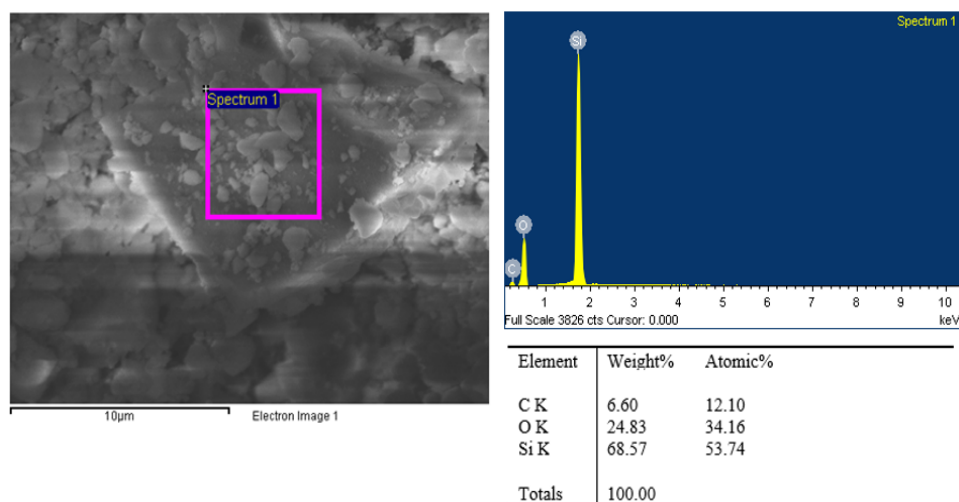 Spectrum 1
10µm
Electron Image 1
Spectrum 1
Si
O
C
1 2 3 4 5 6 7 8 9 10
Full Scale 3826 cts Cursor: 0.000 keV
Element Weight% Atomic%
C K 6.60 12.10
O K 24.83 34.16
Si K 68.57 53.74
Totals 100.00